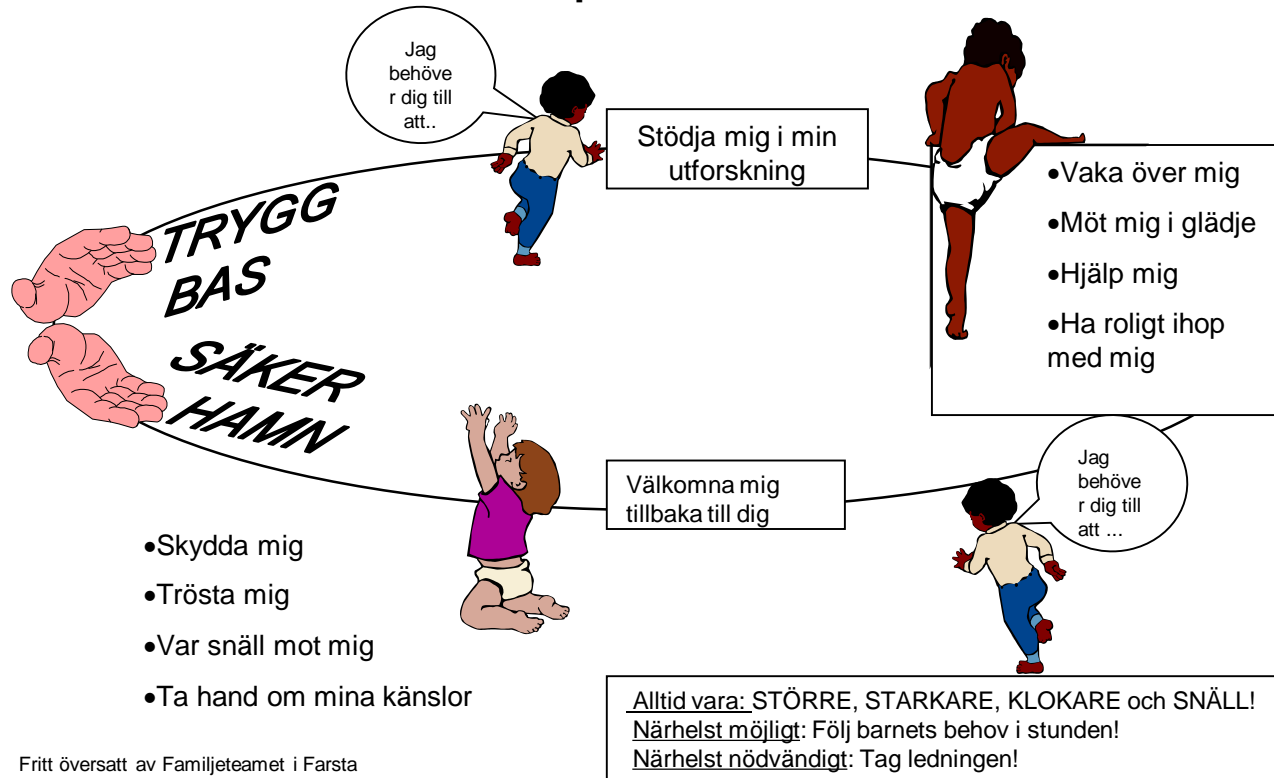 Jag
behöve
r dig till
att..
Stödja mig i min
utforskning
•Vaka över mig
•Möt mig i glädje
•Hjälp mig
•Ha roligt ihop
med mig
TRYGG
BAS
SÄKER
HAMN
Välkomna mig
tillbaka till dig
Jag
behöve
r dig till
att ...
•Skydda mig
•Trösta mig
•Var snäll mot mig
•Ta hand om mina känslor
Alltid vara: STÖRRE, STARKARE, KLOKARE och SNÄLL!
Närhelst möjligt: Följ barnets behov i stunden!
Närhelst nödvändigt: Tag ledningen!
Fritt översatt av Familjeteamet i Farsta